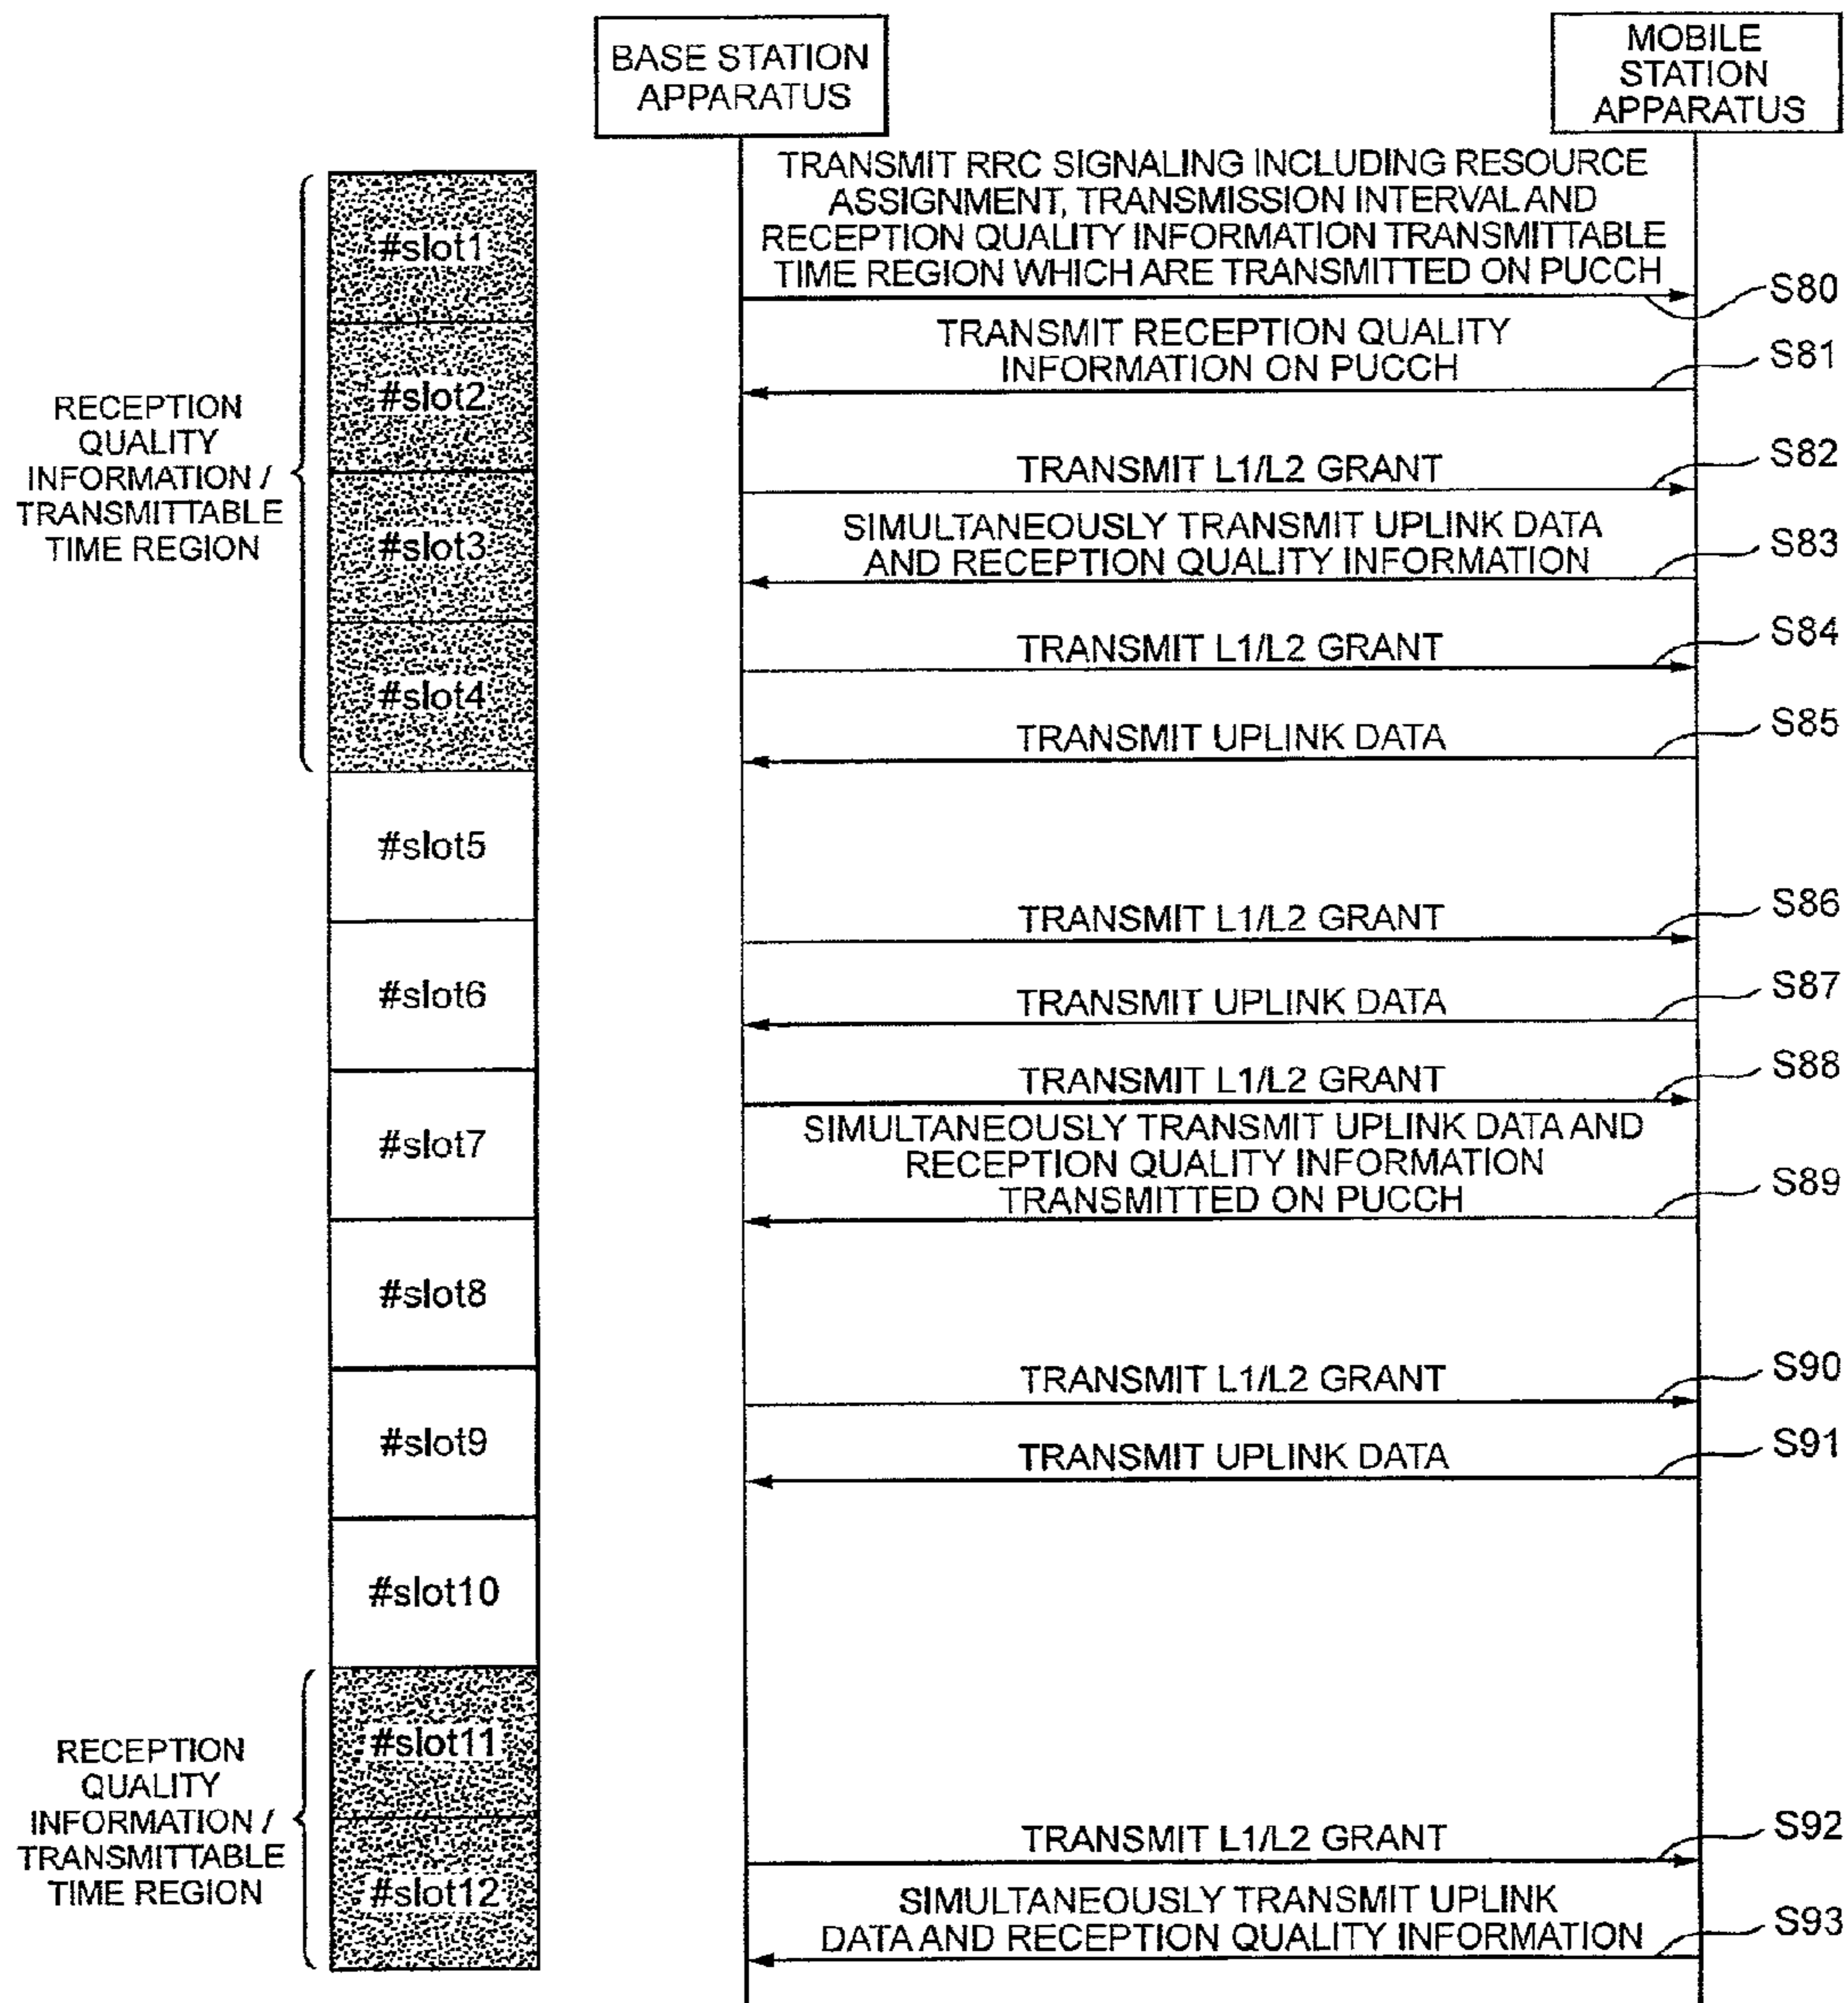 BASE STATION
APPARATUS
MOBILE
STATION
APPARATUS
TRANSMIT RRC SIGNALING INCLUDING RESOURCE
ASSIGNMENT, TRANSMISSION INTERVAL AND
RECEPTION QUALITY INFORMATION TRANSMITTABLE
TIME REGION WHICH ARE TRANSMITTED ON PUCCH
S80
TRANSMIT RECEPTION QUALITY
INFORMATION ON PUCCH
S81
TRANSMIT L1/L2 GRANT
S82
SIMULTANEOUSLY TRANSMIT UPLINK DATA
AND RECEPTION QUALITY INFORMATION
S83
TRANSMIT L1/L2 GRANT
S84
TRANSMIT UPLINK DATA
S85
TRANSMIT L1/L2 GRANT
S86
TRANSMIT UPLINK DATA
S87
TRANSMIT L1/L2 GRANT
S88
SIMULTANEOUSLY TRANSMIT UPLINK DATA AND
RECEPTION QUALITY INFORMATION
TRANSMITTED ON PUCCH
S89
TRANSMIT L1/L2 GRANT
S90
TRANSMIT UPLINK DATA
S91
TRANSMIT L1/L2 GRANT
S92
SIMULTANEOUSLY TRANSMIT UPLINK
DATA AND RECEPTION QUALITY INFORMATION
S93
RECEPTION
QUALITY
INFORMATION /
TRANSMITTABLE
TIME REGION
#slot1
#slot2
#slot3
#slot4
#slot5
#slot6
#slot7
#slot8
#slot9
#slot10
RECEPTION
QUALITY
INFORMATION /
TRANSMITTABLE
TIME REGION
#slot11
#slot12